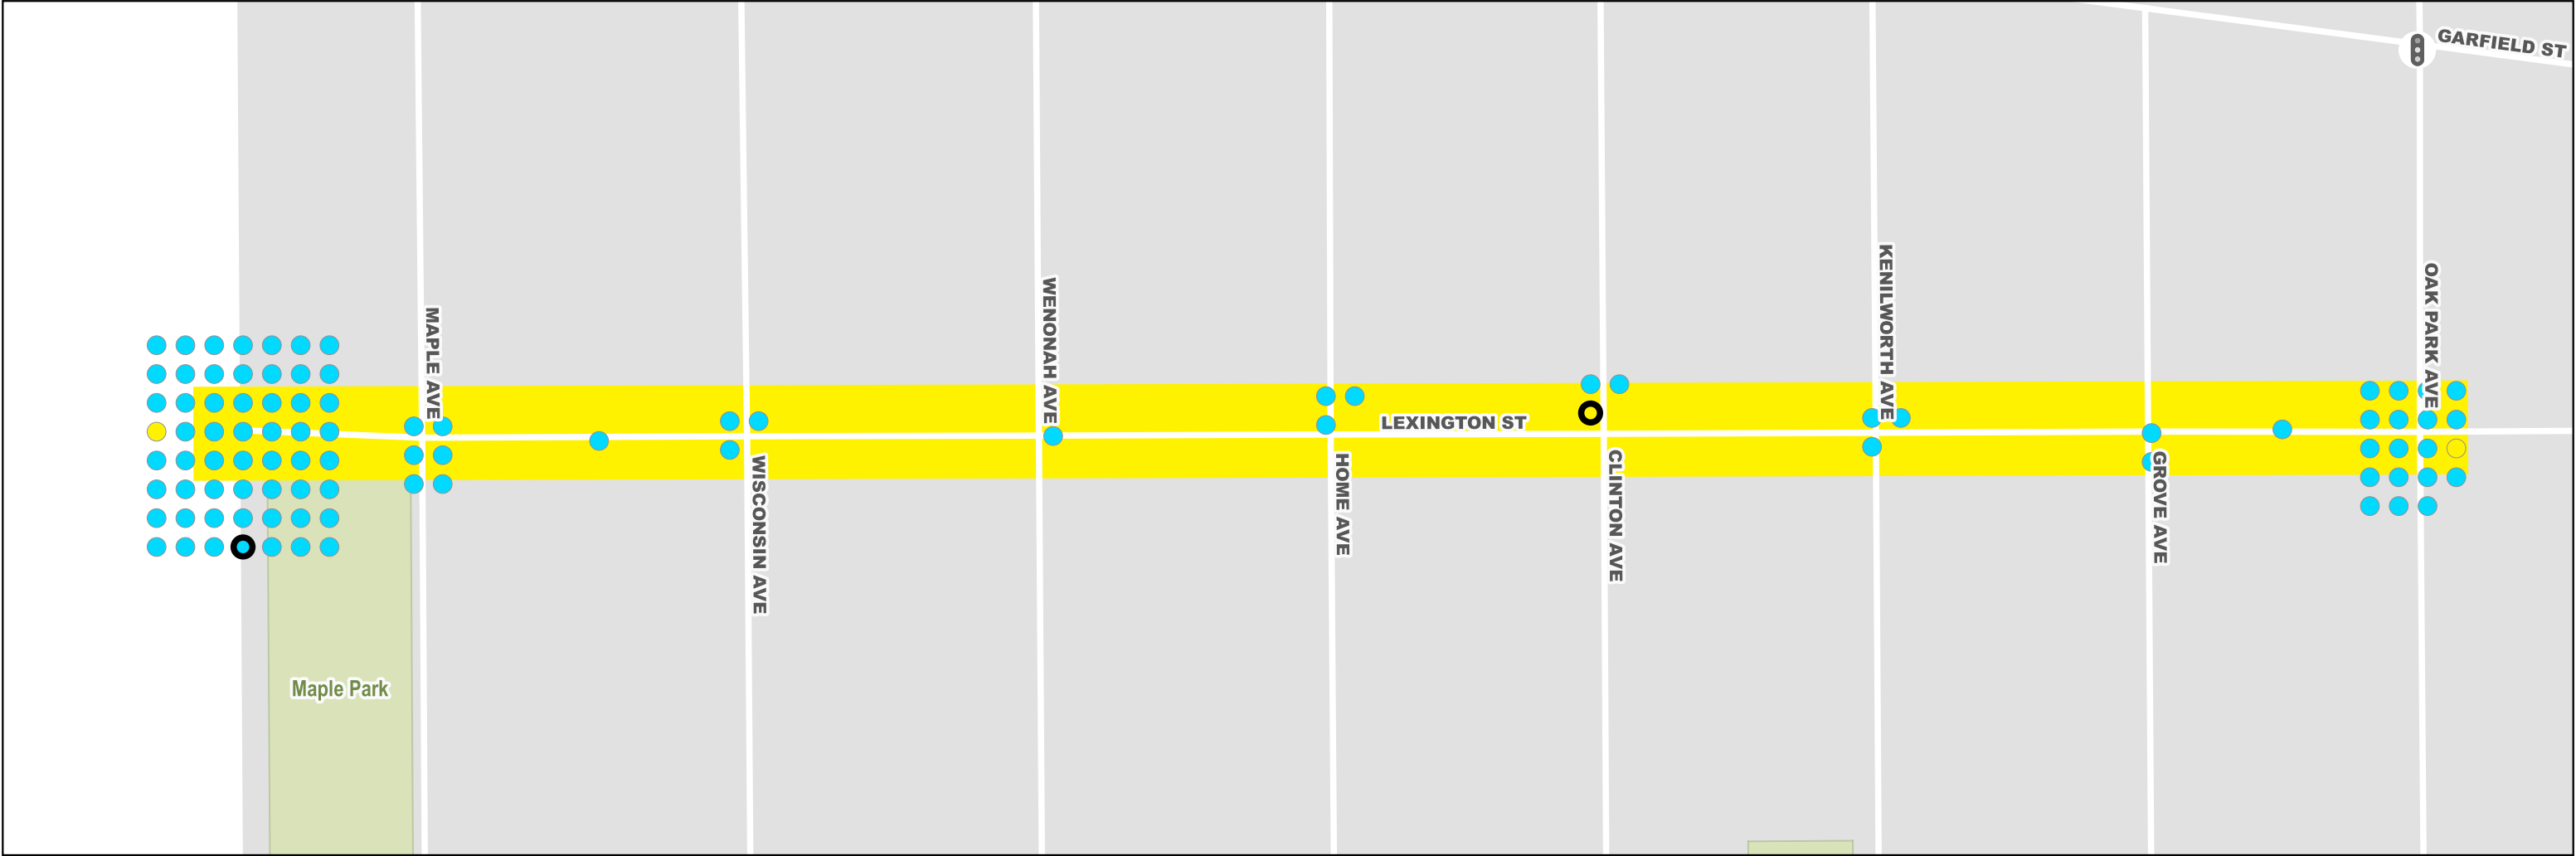 GARFIELD ST
MAPLE AVE
WISCONSIN AVE
WENONAH AVE
HOME AVE
LEXINGTON ST
CLINTON AVE
KENILWORTH AVE
GROVE AVE
OAK PARK AVE
Maple Park